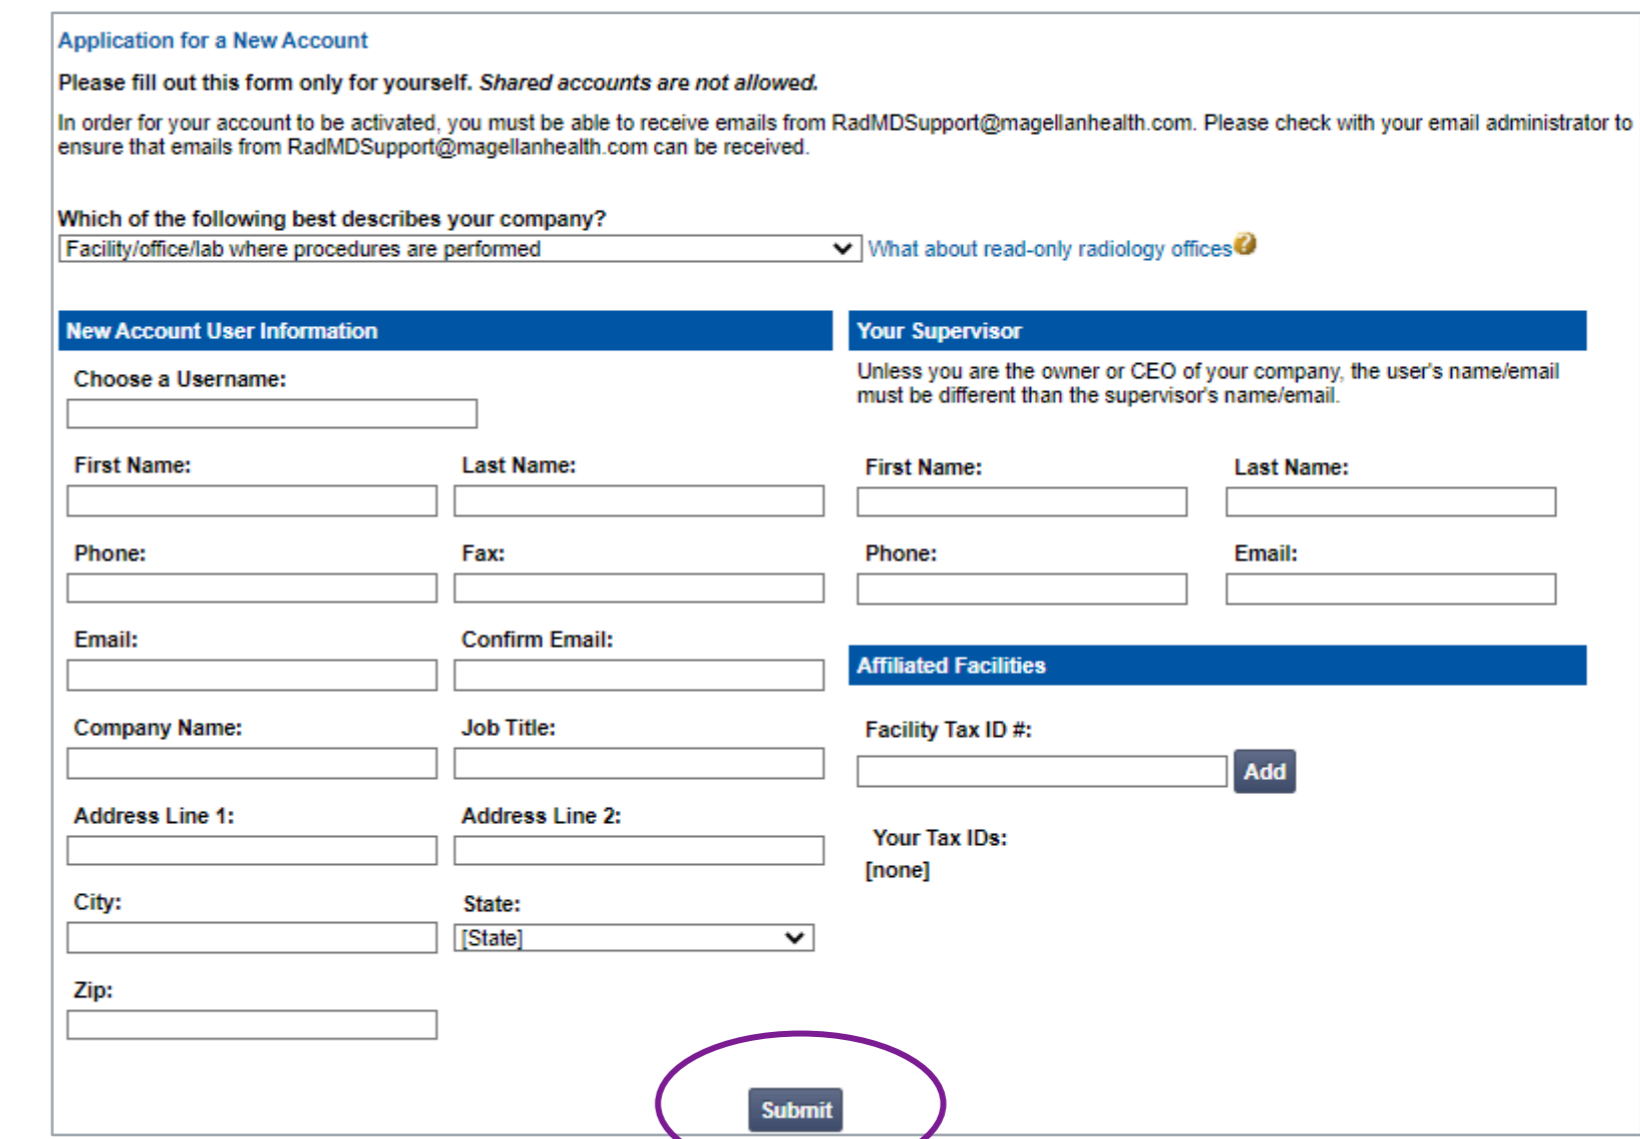 Application for a New Account
Please fill out this form only for yourself. Shared accounts are not allowed.
In order for your account to be activated, you must be able to receive emails from RadMDSupport@magellanhealth.com. Please check with your email administrator to
ensure that emails from RadMDSupport@magellanhealth.com can be received.
Which of the following best describes your company?
Facility/office/lab where procedures are performed What about read-only radiology offices?
New Account User Information
Choose a Username:
First Name: Last Name:
Phone: Fax:
Email: Confirm Email:
Company Name: Job Title:
Address Line 1: Address Line 2:
City: State:
[State]
Zip:
Your Supervisor
Unless you are the owner or CEO of your company, the user's name/email
must be different than the supervisor's name/email.
First Name: Last Name:
Phone: Email:
Affiliated Facilities
Facility Tax ID #:
Add
Your Tax IDs:
[none]
Submit